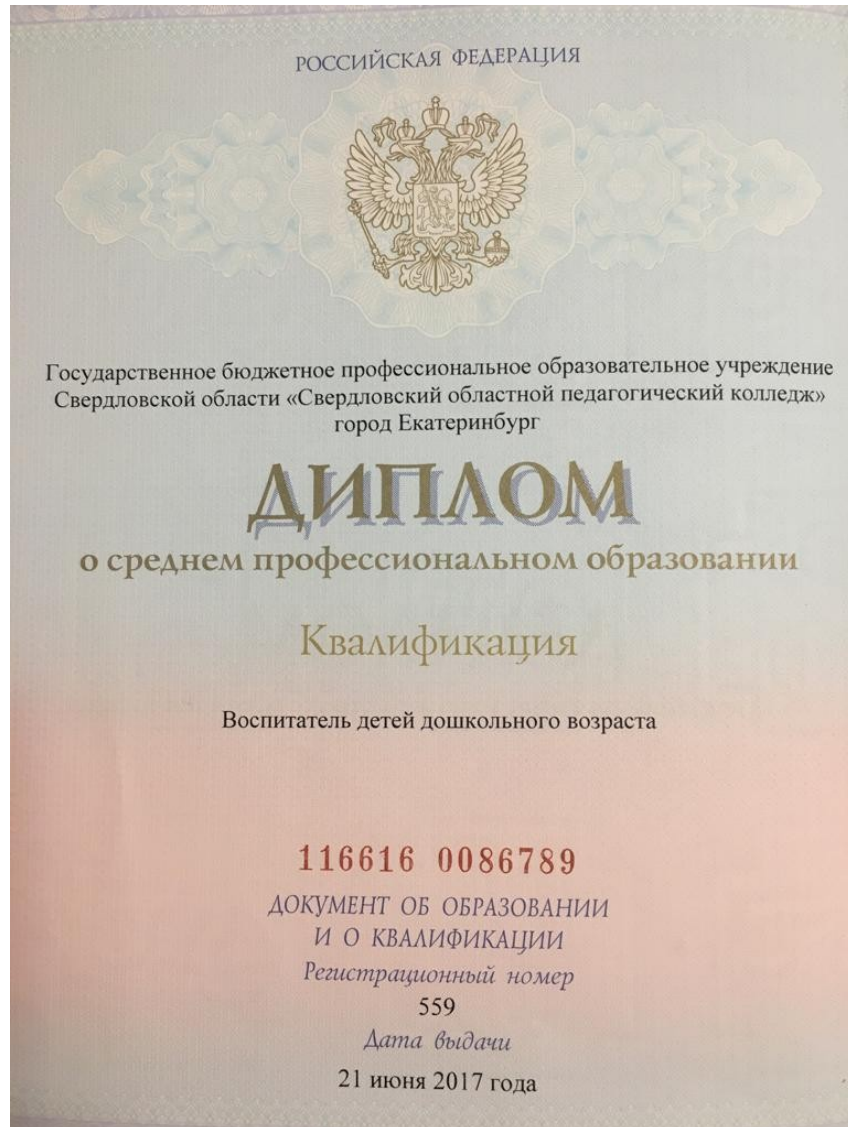 РОССИЙСКАЯ ФЕДЕРАЦИЯ
Государственное бюджетное профессиональное образовательное учреждение
Свердловской области «Свердловский областной педагогический колледж»
город Екатеринбург
ДИПЛОМ
о среднем профессиональном образовании
Квалификация
Воспитатель детей дошкольного возраста
116616 0086789
ДОКУМЕНТ ОБ ОБРАЗОВАНИИ
И О КВАЛИФИКАЦИИ
Регистрационный номер
559
Дата выдачи
21 июня 2017 года